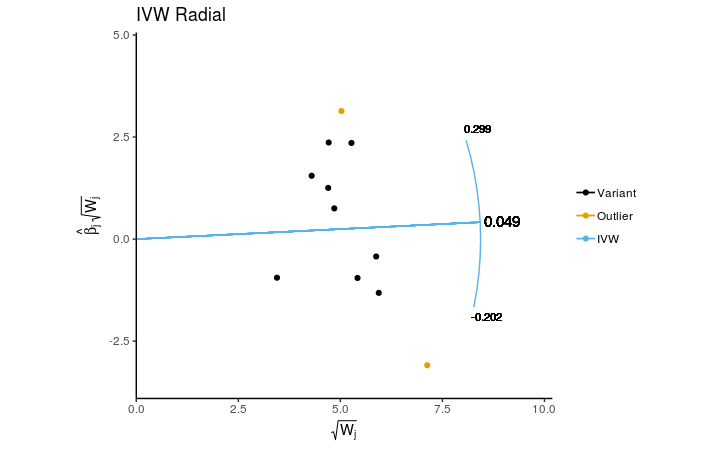 IVW Radial
5.0
2.5
0.0
-2.5
β̂ⱼ√Wⱼ
0.299
0.049
-0.202
Variant
Outlier
IVW
0.0 2.5 5.0 7.5 10.0
√Wⱼ